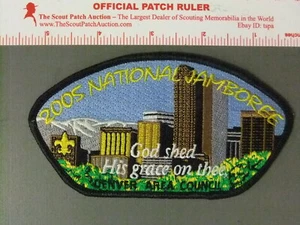 OFFICIAL PATCH RULER
The Scout Patch Auction – The Largest Dealer of Scouting Memorabilia in the World
www.TheScoutPatchAuction.com
Ebay ID: tspa
2005 NATIONAL JAMBOREE
God shed
His grace on thee
DENVER AREA COUNCIL